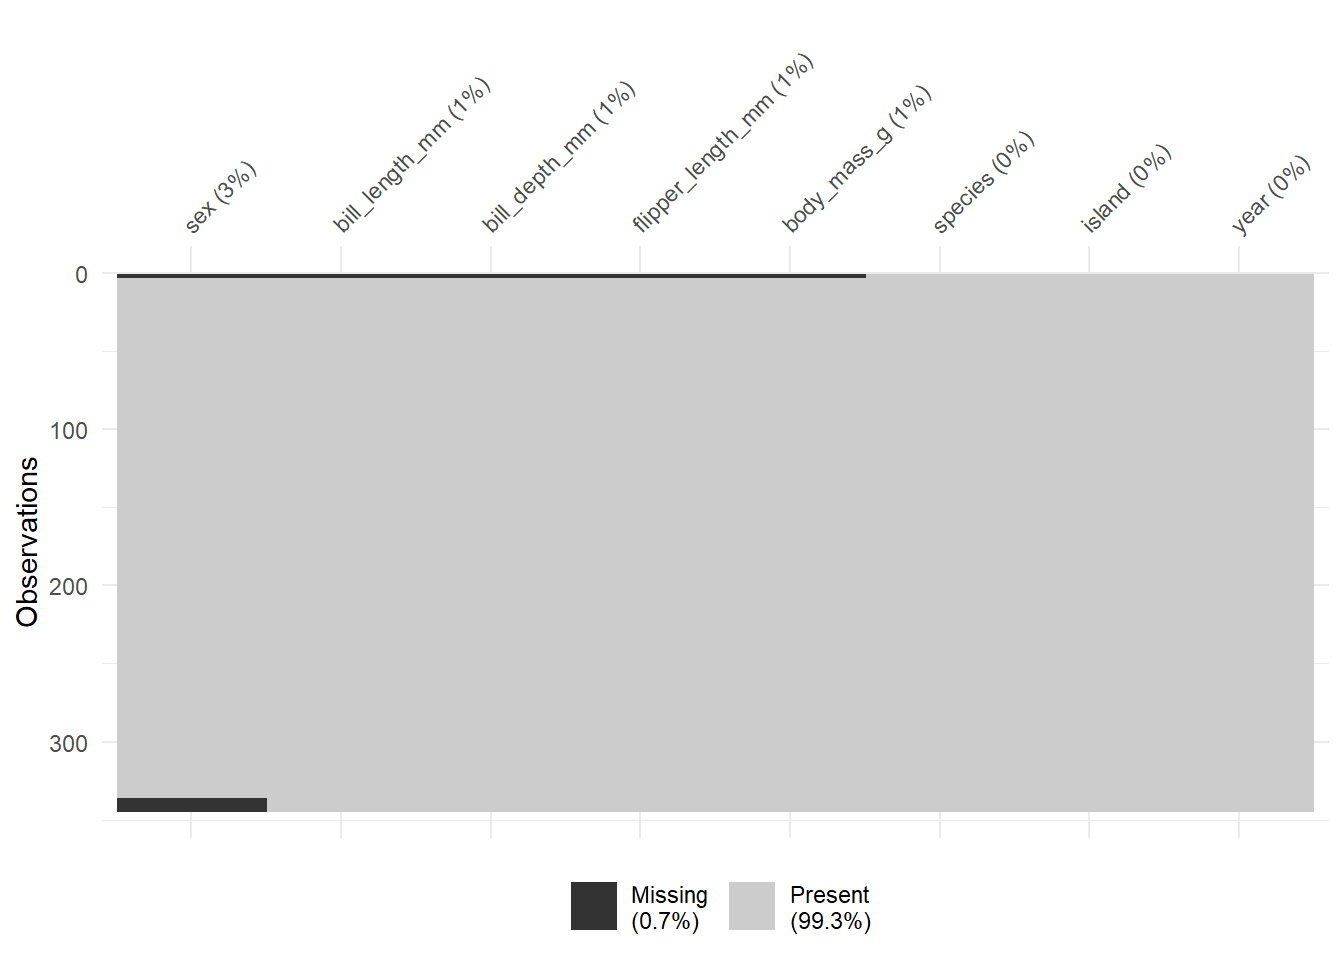 sex (3%)
bill_length_mm (1%)
bill_depth_mm (1%)
flipper_length_mm (1%)
body_mass_g (1%)
species (0%)
island (0%)
year (0%)
0
100
200
300
Observations
Missing
(0.7%)
Present
(99.3%)